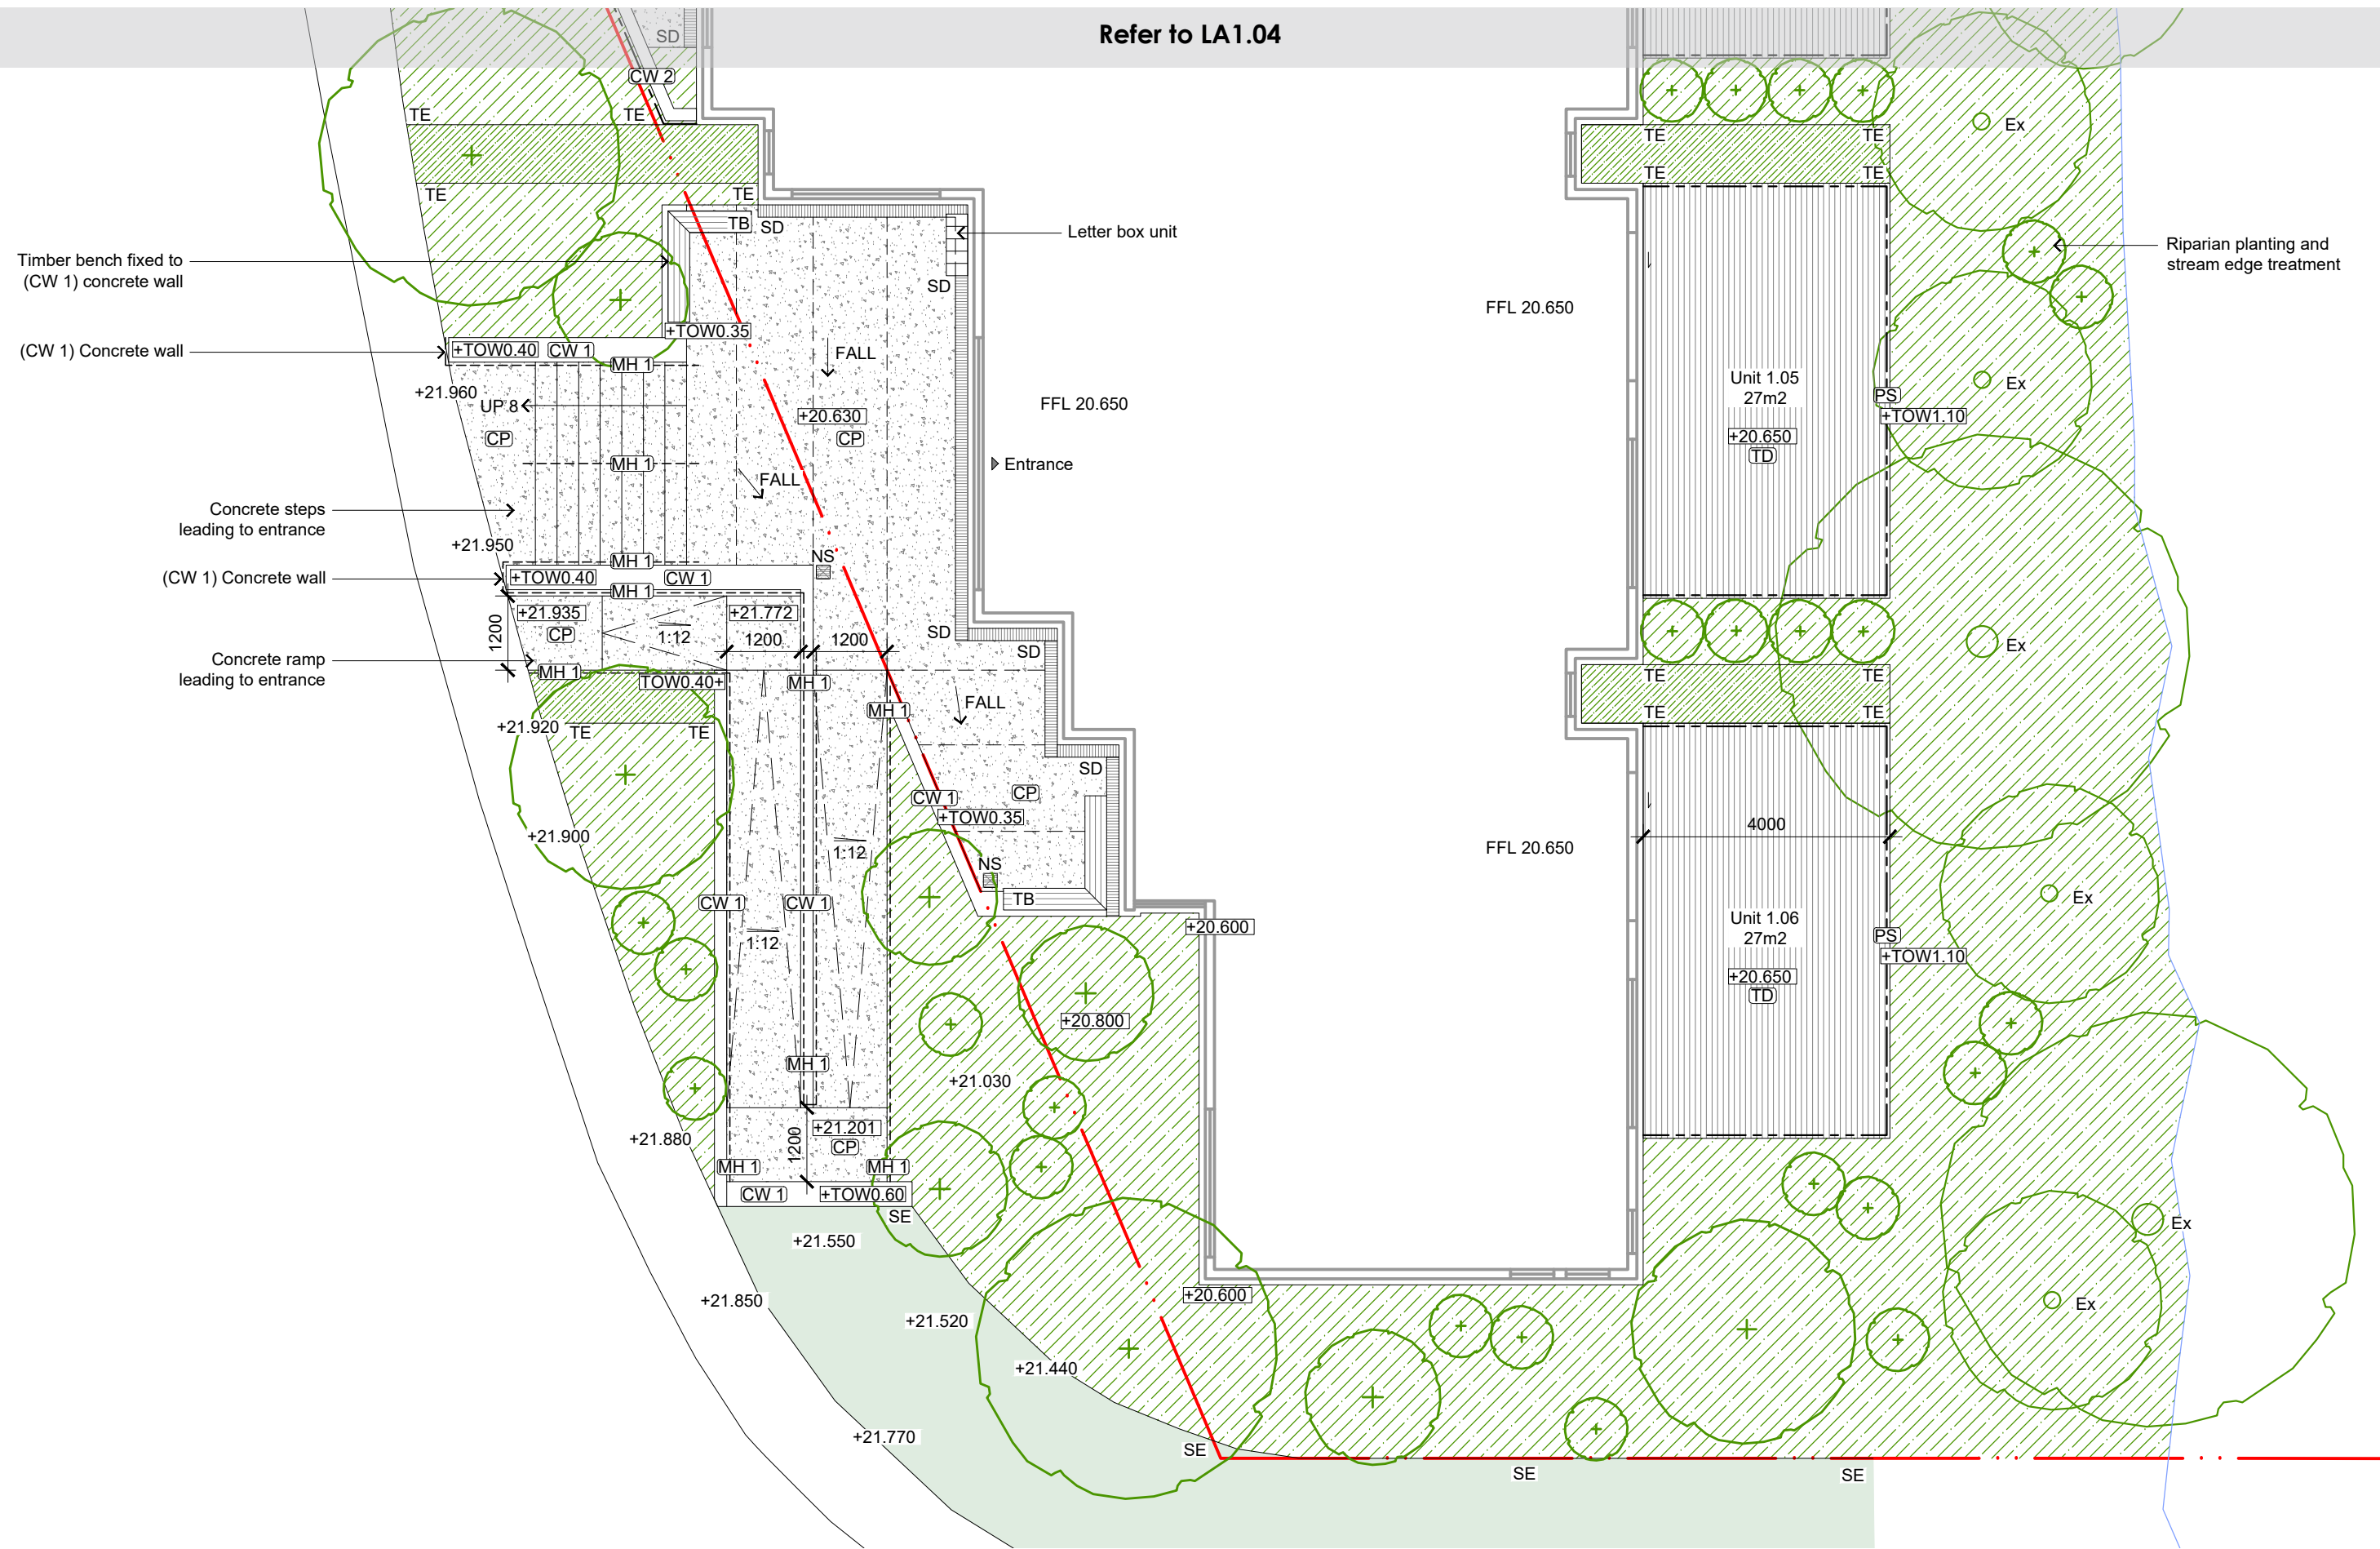 Refer to LA1.04
SD
CW 2
TE
TE
TE
TE
TB
SD
Letter box unit
Timber bench fixed to
(CW 1) concrete wall
SD
+TOW0.35
(CW 1) Concrete wall
+TOW0.40
CW 1
MH 1
FALL
+21.960
UP 8
CP
+20.630
CP
FFL 20.650
MH 1
Entrance
FALL
Concrete steps
leading to entrance
+21.950
MH 1
NS
(CW 1) Concrete wall
+TOW0.40
CW 1
MH 1
+21.935
+21.772
CP
1:12
1200
1200
1200
SD
SD
Concrete ramp
leading to entrance
MH 1
TOW0.40+
MH 1
MH 1
FALL
+21.920
TE
TE
SD
CW 1
CP
+TOW0.35
+21.900
1:12
NS
TB
CW 1
CW 1
1:12
+20.600
+20.800
+21.030
MH 1
+21.201
CP
1200
+21.880
MH 1
MH 1
CW 1
+TOW0.60
SE
+21.550
+21.850
+21.520
+20.600
+21.440
+21.770
SE
SE
SE
TE
TE
TE
TE
Ex
Riparian planting and
stream edge treatment
FFL 20.650
Unit 1.05
27m2
PS
+TOW1.10
+20.650
TD
Ex
Ex
TE
TE
TE
TE
4000
FFL 20.650
Ex
Unit 1.06
27m2
PS
+TOW1.10
+20.650
TD
Ex
Ex